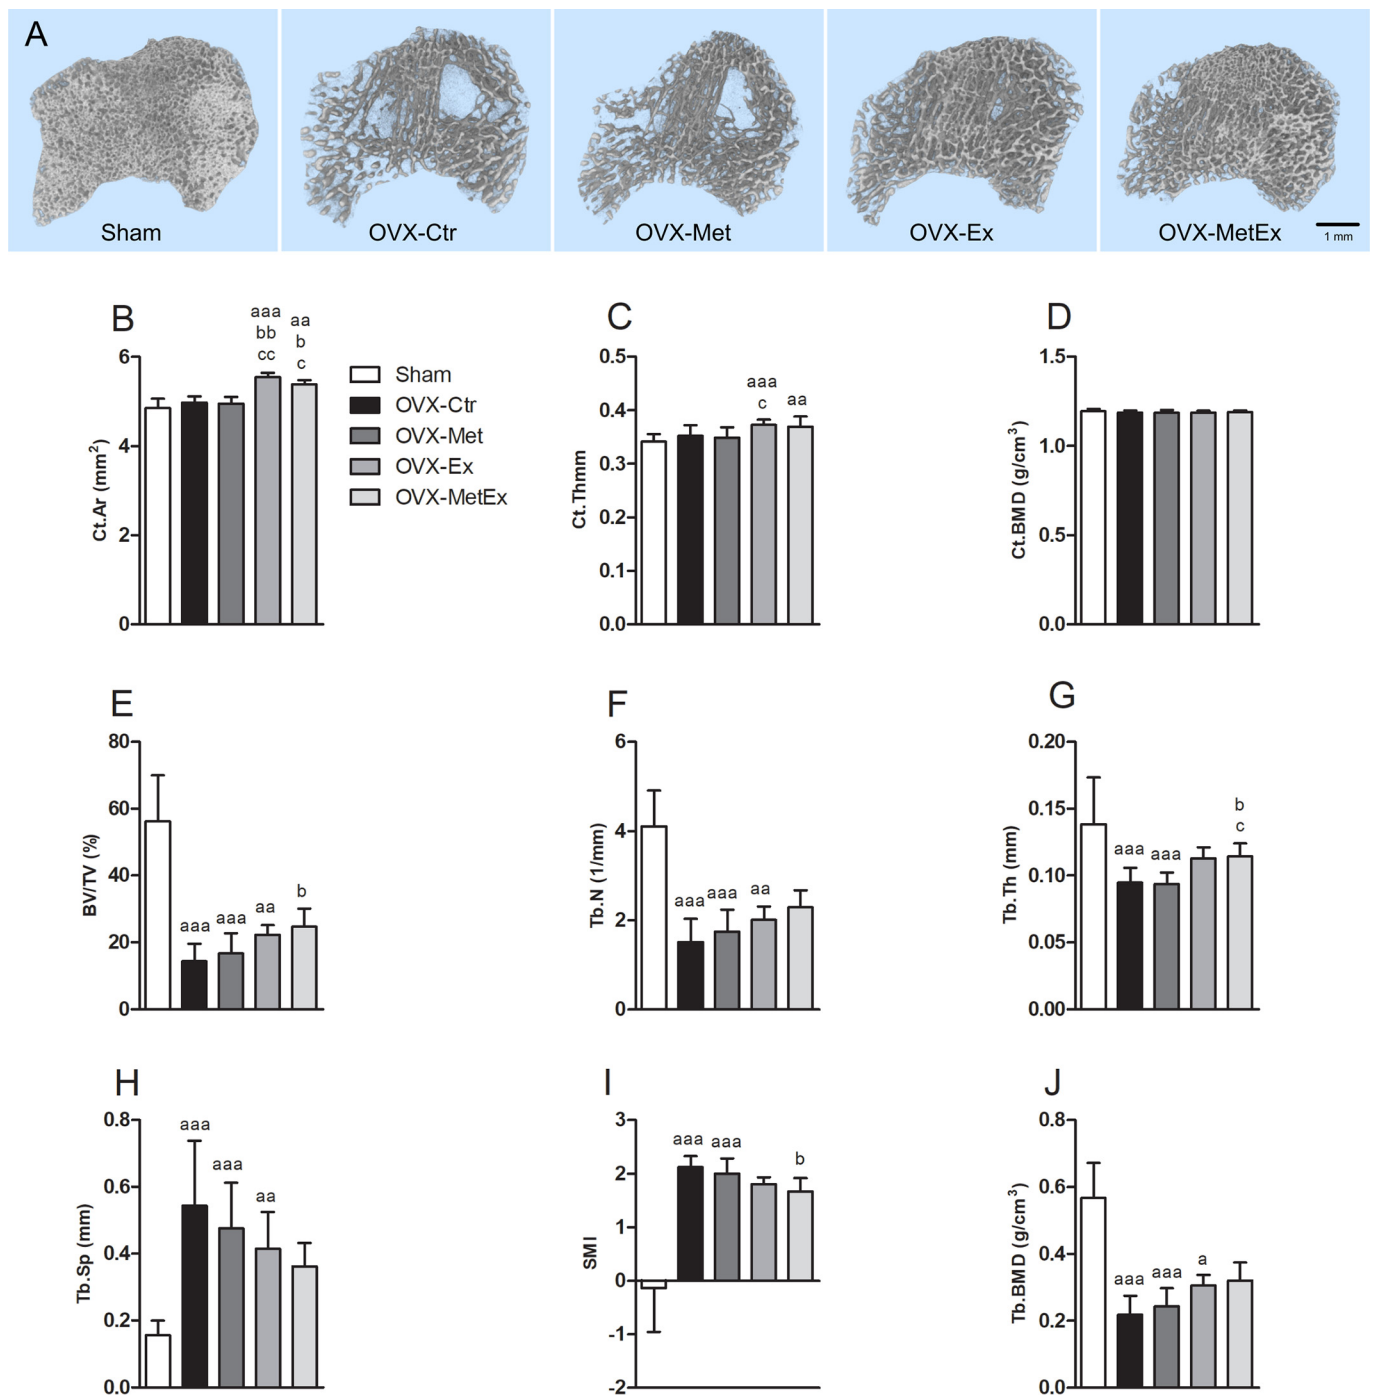 A
Sham
OVX-Ctr
OVX-Met
OVX-Ex
OVX-MetEx
1 mm
B
Ct.Ar (mm²)
6
4
2
0
aaa
bb
cc
aa
b
c
Sham
OVX-Ctr
OVX-Met
OVX-Ex
OVX-MetEx
C
Ct.Thmm
0.5
0.4
0.3
0.2
0.1
0.0
aaa
c
aa
D
Ct.BMD (g/cm³)
1.5
1.0
0.5
0.0
E
BV/TV (%)
80
60
40
20
0
aaa
aaa
aa
b
F
Tb.N (1/mm)
6
4
2
0
aaa
aaa
aa
G
Tb.Th (mm)
0.20
0.15
0.10
0.05
0.00
aaa
aaa
b
c
H
Tb.Sp (mm)
0.8
0.6
0.4
0.2
0.0
aaa
aaa
aa
I
SMI
3
2
1
0
-1
-2
aaa
aaa
b
J
Tb.BMD (g/cm³)
0.8
0.6
0.4
0.2
0.0
aaa
aaa
a